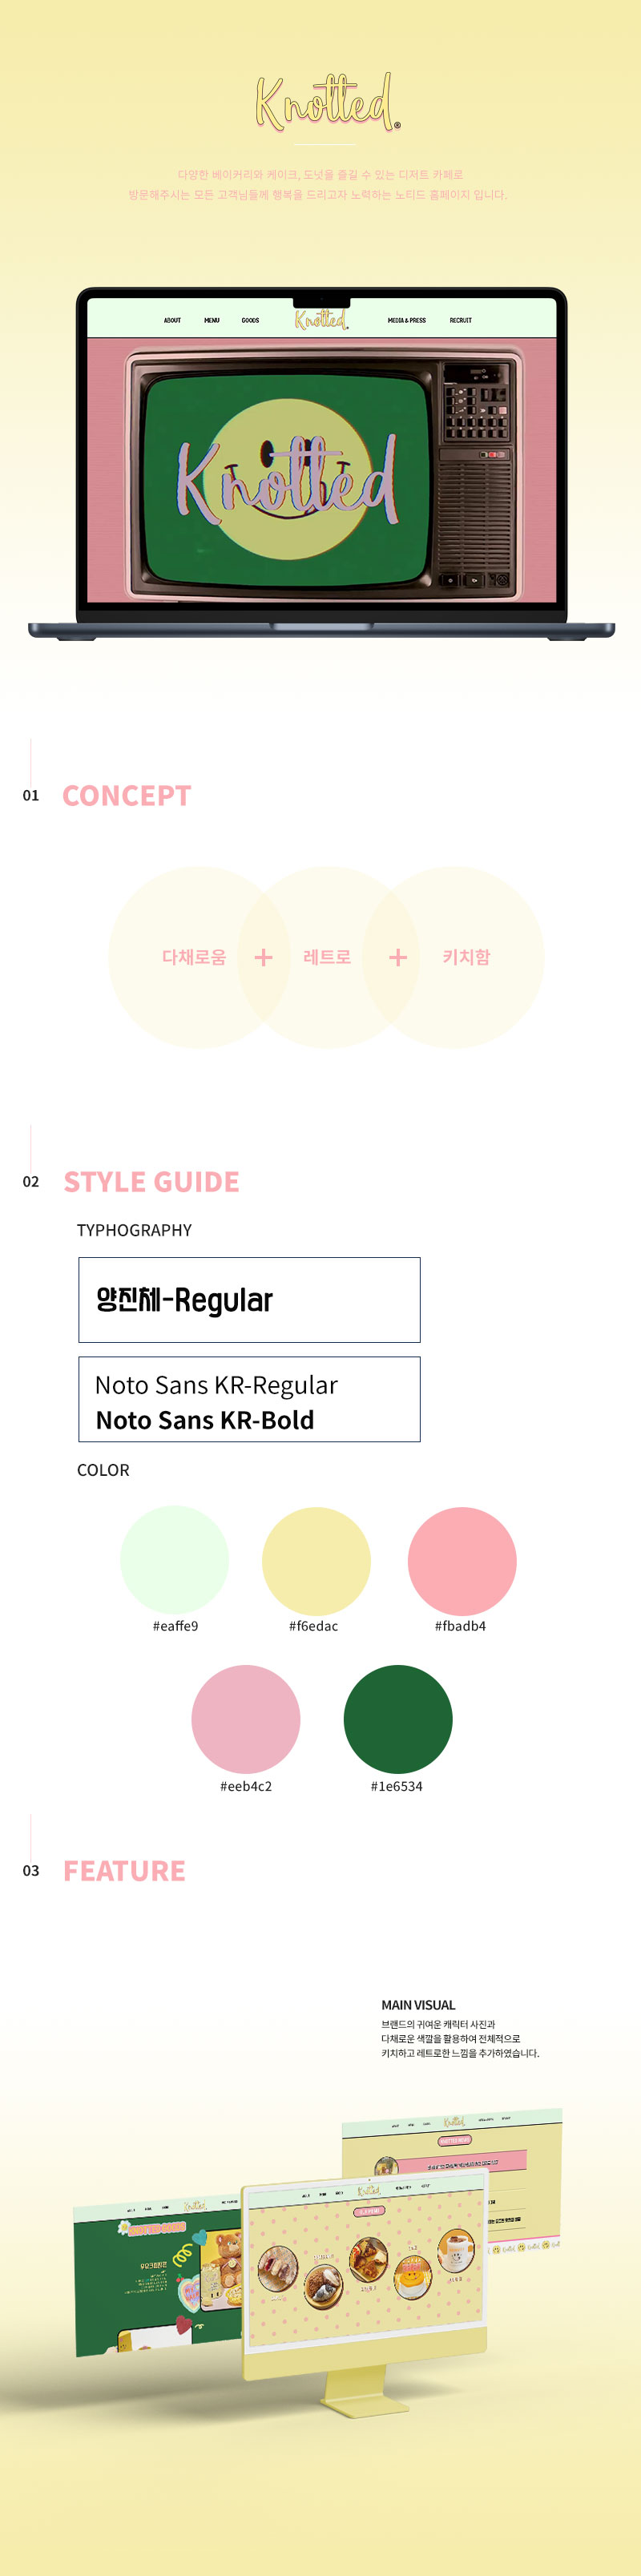 Knotted®
다양한 베이커리와 케이크, 도넛을 즐길 수 있는 디저트 카페로
방문해주시는 모든 고객님들께 행복을 드리고자 노력하는 노티드 홈페이지 입니다.
ABOUT MENU GOODS Knotted® MEDIA & PRESS RECRUIT
Knotted
01 CONCEPT
다채로움 + 레트로 + 키치함
02 STYLE GUIDE
TYPHOGRAPHY
양진체-Regular
Noto Sans KR-Regular
Noto Sans KR-Bold
COLOR
#eaffe9 #f6edac #fbadb4
#eeb4c2 #1e6534
03 FEATURE
MAIN VISUAL
브랜드의 귀여운 캐릭터 사진과
다채로운 색깔을 활용하여 전체적으로
키치하고 레트로한 느낌을 추가하였습니다.
Knotted
Knotted
Knotted